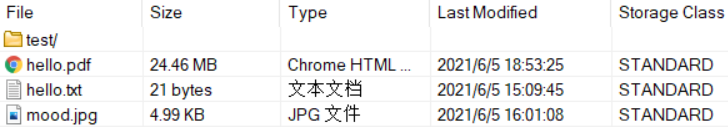 File Size Type Last Modified Storage Class
test/
hello.pdf 24.46 MB Chrome HTML ... 2021/6/5 18:53:25 STANDARD
hello.txt 21 bytes 文本文档 2021/6/5 15:09:45 STANDARD
mood.jpg 4.99 KB JPG 文件 2021/6/5 16:01:08 STANDARD